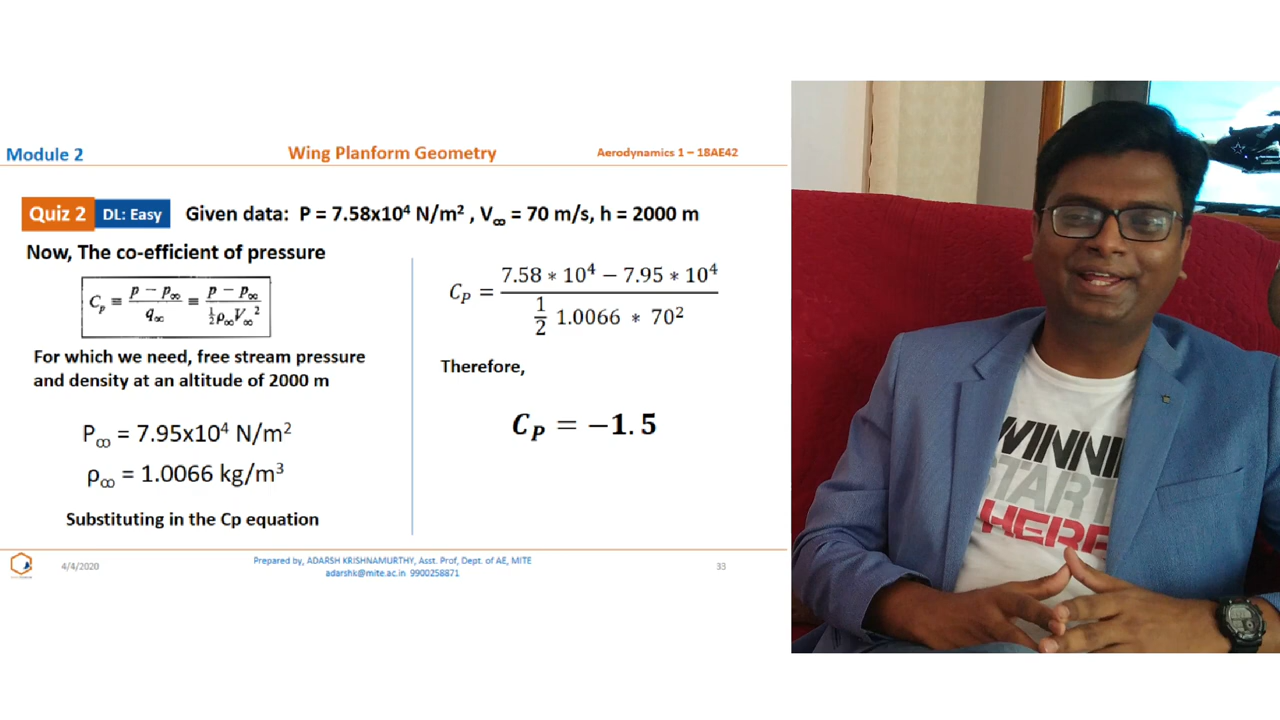 Module 2
Wing Planform Geometry
Aerodynamics 1 – 18AE42
Quiz 2
DL: Easy
Given data: P = 7.58x10⁴ N/m² , V∞ = 70 m/s, h = 2000 m
Now, The co-efficient of pressure
Cₚ ≡ (p − p∞)/q∞ ≡ (p − p∞)/(½ρ∞V∞²)
For which we need, free stream pressure
and density at an altitude of 2000 m
P∞ = 7.95x10⁴ N/m²
ρ∞ = 1.0066 kg/m³
Substituting in the Cp equation
C_P = (7.58 ∗ 10⁴ − 7.95 ∗ 10⁴)/(1/2 1.0066 ∗ 70²)
Therefore,
C_P = −1.5
4/4/2020
Prepared by, ADARSH KRISHNAMURTHY, Asst. Prof, Dept. of AE, MITE
adarshk@mite.ac.in 9900258871
33
WINNI
START
HERE